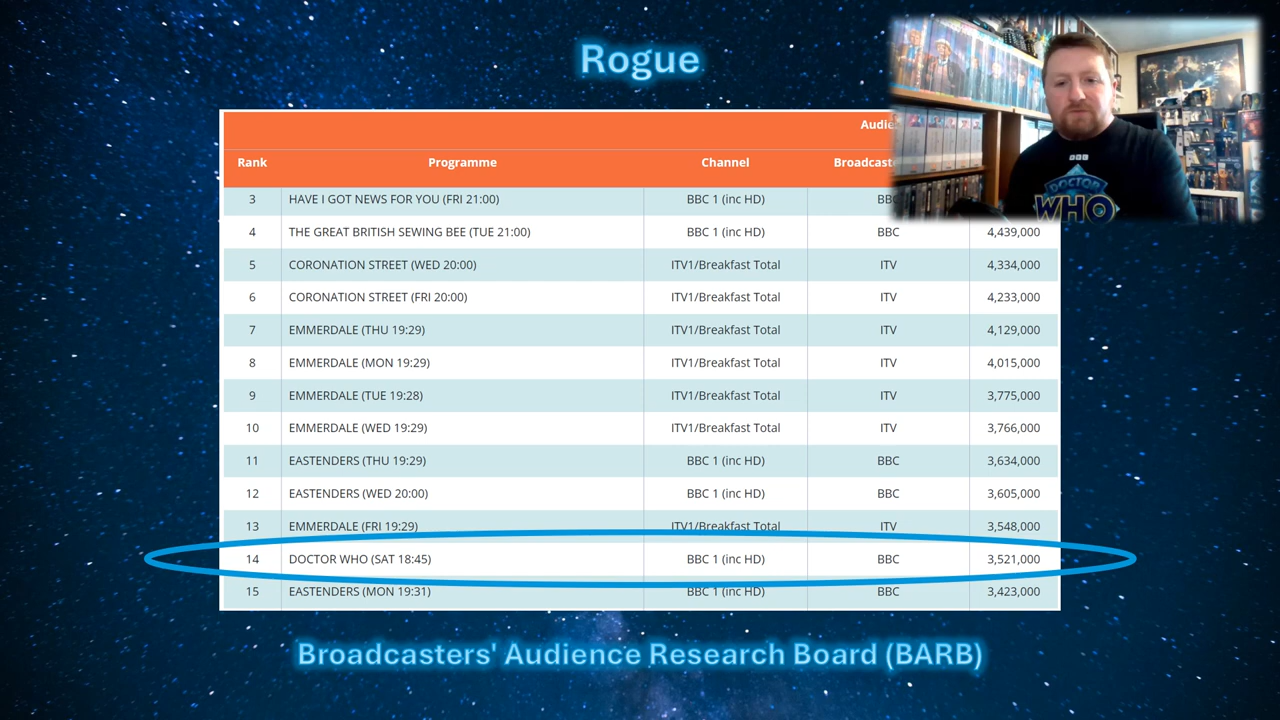 Rogue
Rank Programme Channel
3 HAVE I GOT NEWS FOR YOU (FRI 21:00) BBC 1 (inc HD)
4 THE GREAT BRITISH SEWING BEE (TUE 21:00) BBC 1 (inc HD) BBC 4,439,000
5 CORONATION STREET (WED 20:00) ITV1/Breakfast Total ITV 4,334,000
6 CORONATION STREET (FRI 20:00) ITV1/Breakfast Total ITV 4,233,000
7 EMMERDALE (THU 19:29) ITV1/Breakfast Total ITV 4,129,000
8 EMMERDALE (MON 19:29) ITV1/Breakfast Total ITV 4,015,000
9 EMMERDALE (TUE 19:28) ITV1/Breakfast Total ITV 3,775,000
10 EMMERDALE (WED 19:29) ITV1/Breakfast Total ITV 3,766,000
11 EASTENDERS (THU 19:29) BBC 1 (inc HD) BBC 3,634,000
12 EASTENDERS (WED 20:00) BBC 1 (inc HD) BBC 3,605,000
13 EMMERDALE (FRI 19:29) ITV1/Breakfast Total ITV 3,548,000
14 DOCTOR WHO (SAT 18:45) BBC 1 (inc HD) BBC 3,521,000
15 EASTENDERS (MON 19:31) BBC 1 (inc HD) BBC 3,423,000
Broadcasters' Audience Research Board (BARB)
BBC
DOCTOR
WHO